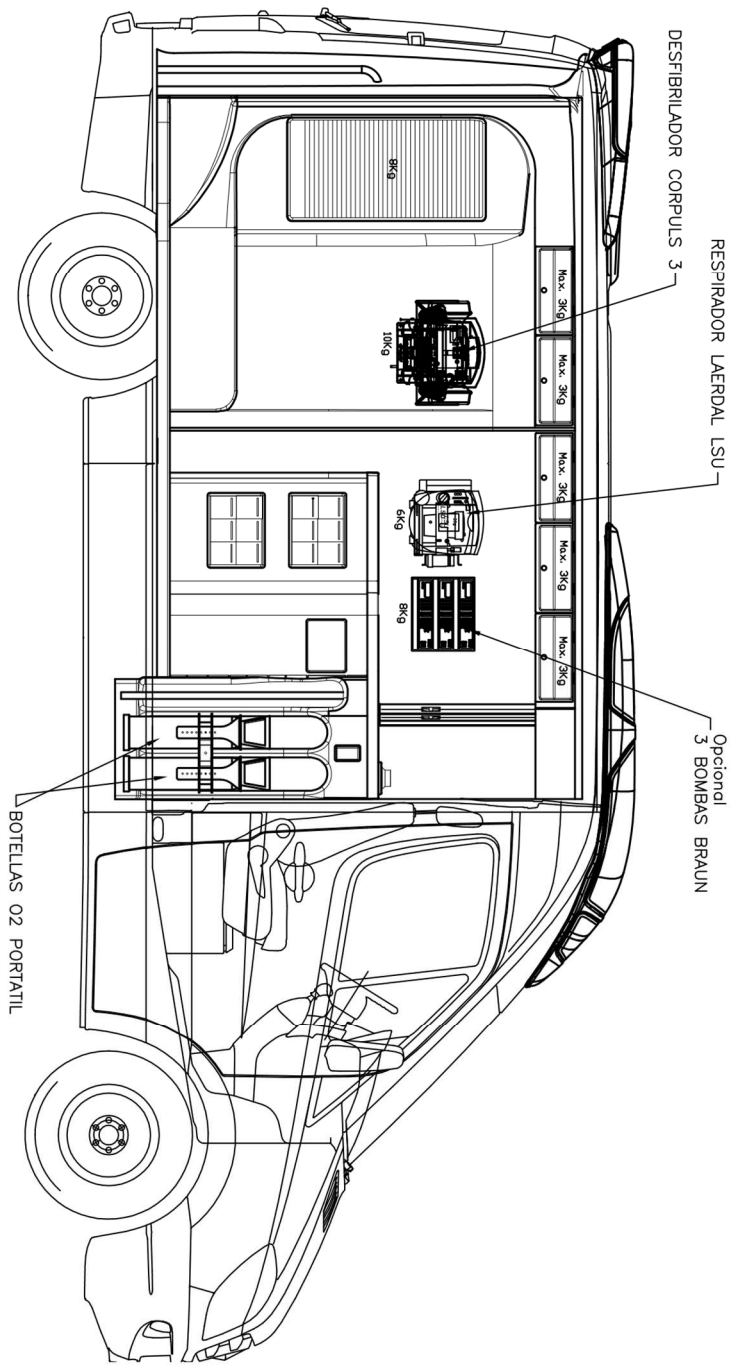 RESPIRADOR LAERDAL LSU
Opcional
3 BOMBAS BRAUN
DESFIBRILADOR CORPULS 3
Max. 3Kg
Max. 3Kg
Max. 3Kg
Max. 3Kg
Max. 3Kg
8Kg
10Kg
6Kg
8Kg
BOTELLAS O2 PORTATIL